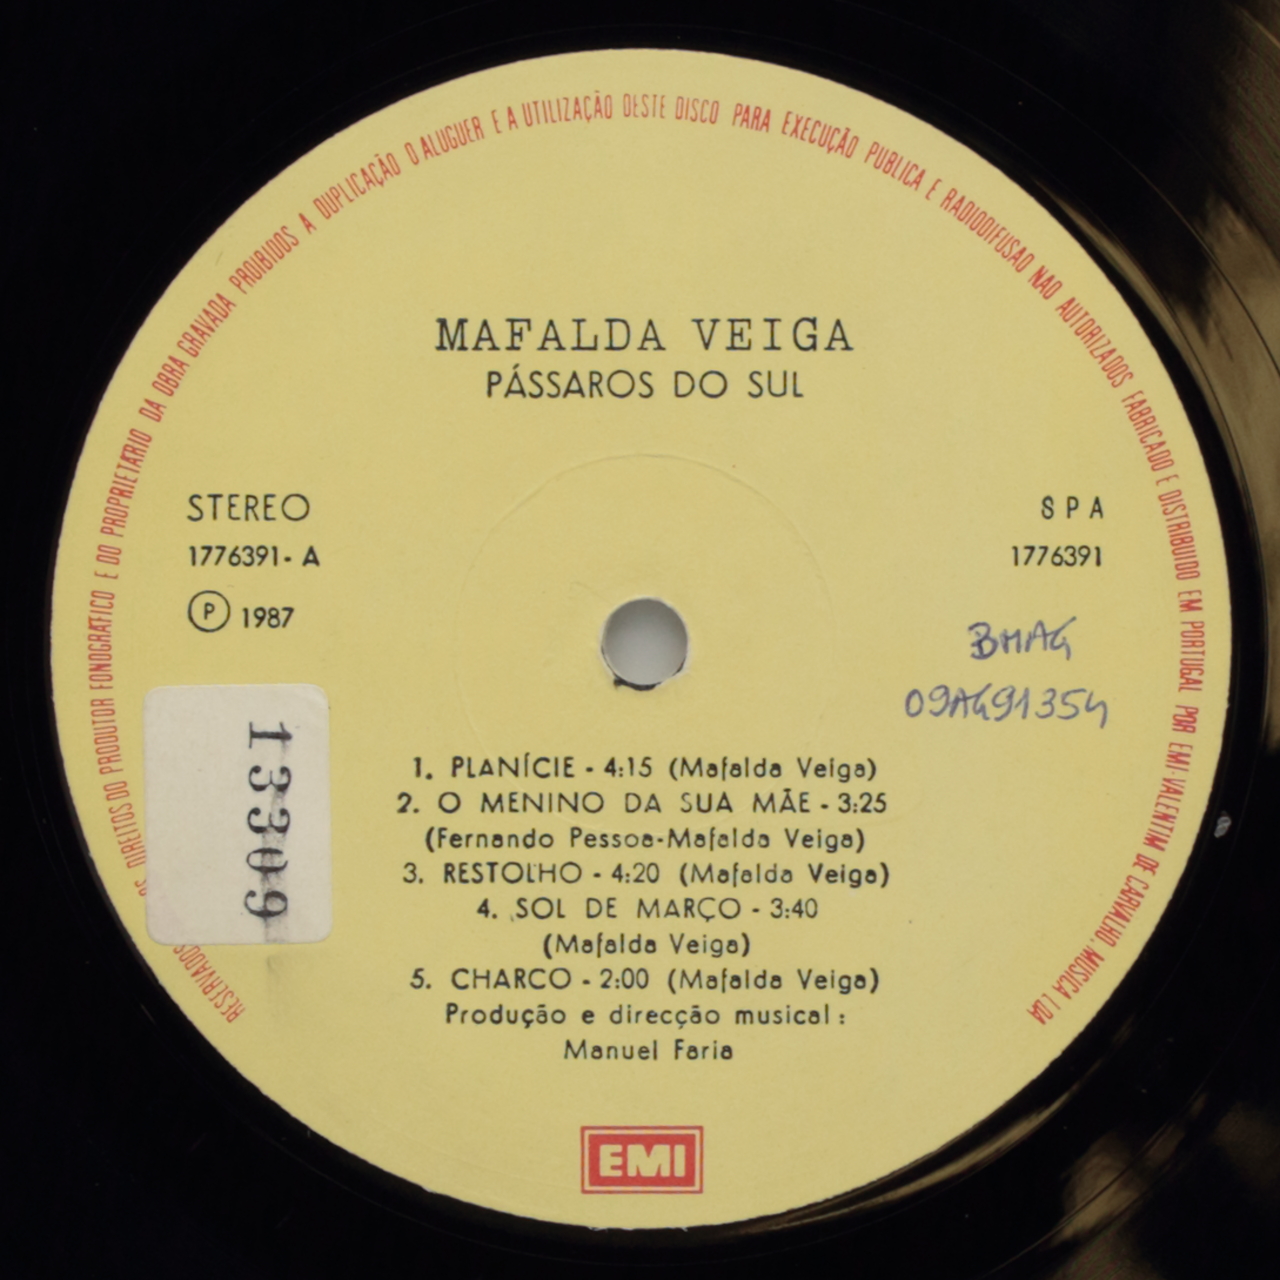 RESERVADOS
OS DIREITOS DO PRODUTOR FONOGRAFICO E DO PROPRIETARIO DA OBRA GRAVADA PROIBIDOS A DUPLICAÇÃO O ALUGUER E A UTILIZAÇÃO DESTE DISCO PARA EXECUÇÃO PUBLICA E RADIODIFUSAO NAO AUTORIZADOS FABRICADO E DISTRIBUIDO EM PORTUGAL POR EMI-VALENTIM DE CARVALHO, MUSICA LDA
MAFALDA VEIGA
PÁSSAROS DO SUL
STEREO
1776391-A
Ⓟ 1987
SPA
1776391
BMAG
09AG91354
13309
1. PLANÍCIE - 4:15 (Mafalda Veiga)
2. O MENINO DA SUA MÃE - 3:25
(Fernando Pessoa-Mafalda Veiga)
3. RESTOLHO - 4:20 (Mafalda Veiga)
4. SOL DE MARÇO - 3:40
(Mafalda Veiga)
5. CHARCO - 2:00 (Mafalda Veiga)
Produção e direcção musical:
Manuel Faria
EMI